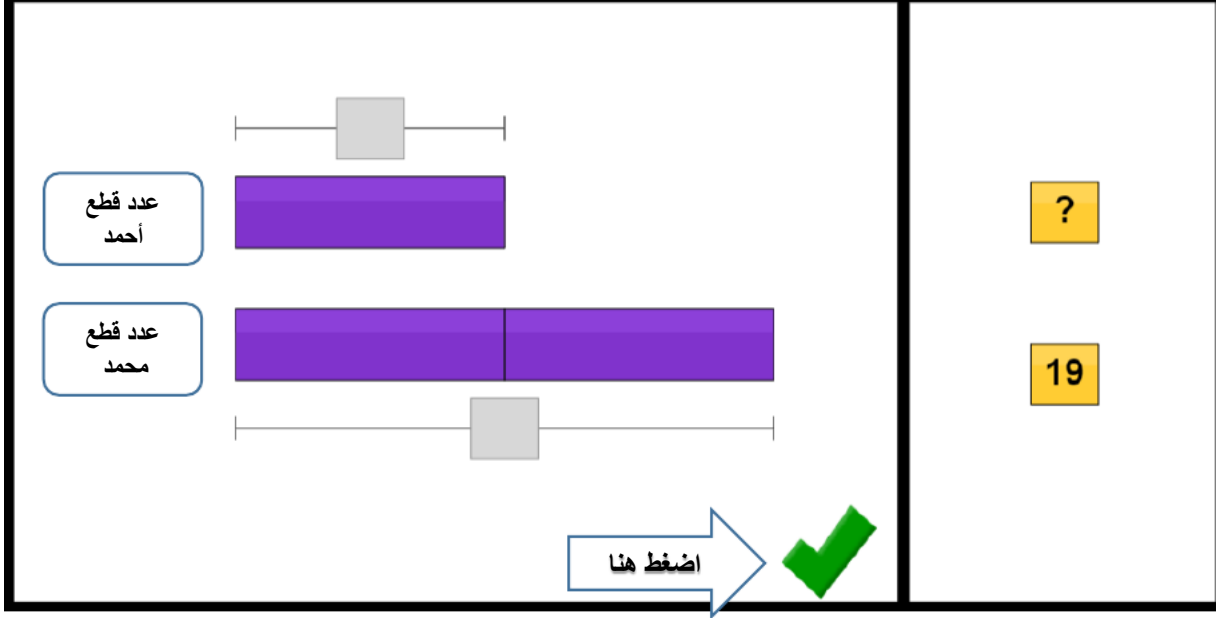 عدد قطع
أحمد
?
عدد قطع
محمد
19
اضغط هنا